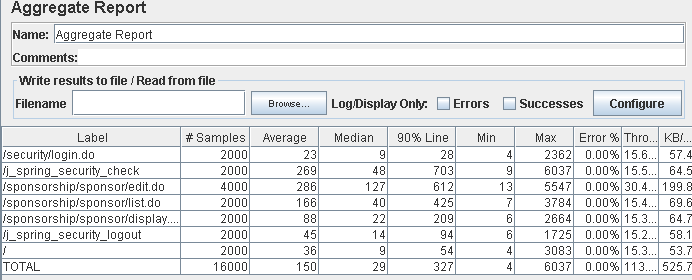 Aggregate Report
Name: Aggregate Report
Comments:
Write results to file / Read from file
Filename Browse... Log/Display Only: Errors Successes Configure
Label # Samples Average Median 90% Line Min Max Error % Thro... KB/...
/security/login.do 2000 23 9 28 4 2362 0.00% 15.6... 57.4
/j_spring_security_check 2000 269 48 703 9 6037 0.00% 15.5... 64.5
/sponsorship/sponsor/edit.do 4000 286 127 612 13 5547 0.00% 30.4... 199.8
/sponsorship/sponsor/list.do 2000 166 40 425 7 3784 0.00% 15.4... 69.6
/sponsorship/sponsor/display.... 2000 88 22 209 6 2664 0.00% 15.3... 64.7
/j_spring_security_logout 2000 45 14 94 6 1725 0.00% 15.2... 58.1
/ 2000 36 9 54 4 3083 0.00% 15.3... 53.7
TOTAL 16000 150 29 327 4 6037 0.00% 113.... 525.7